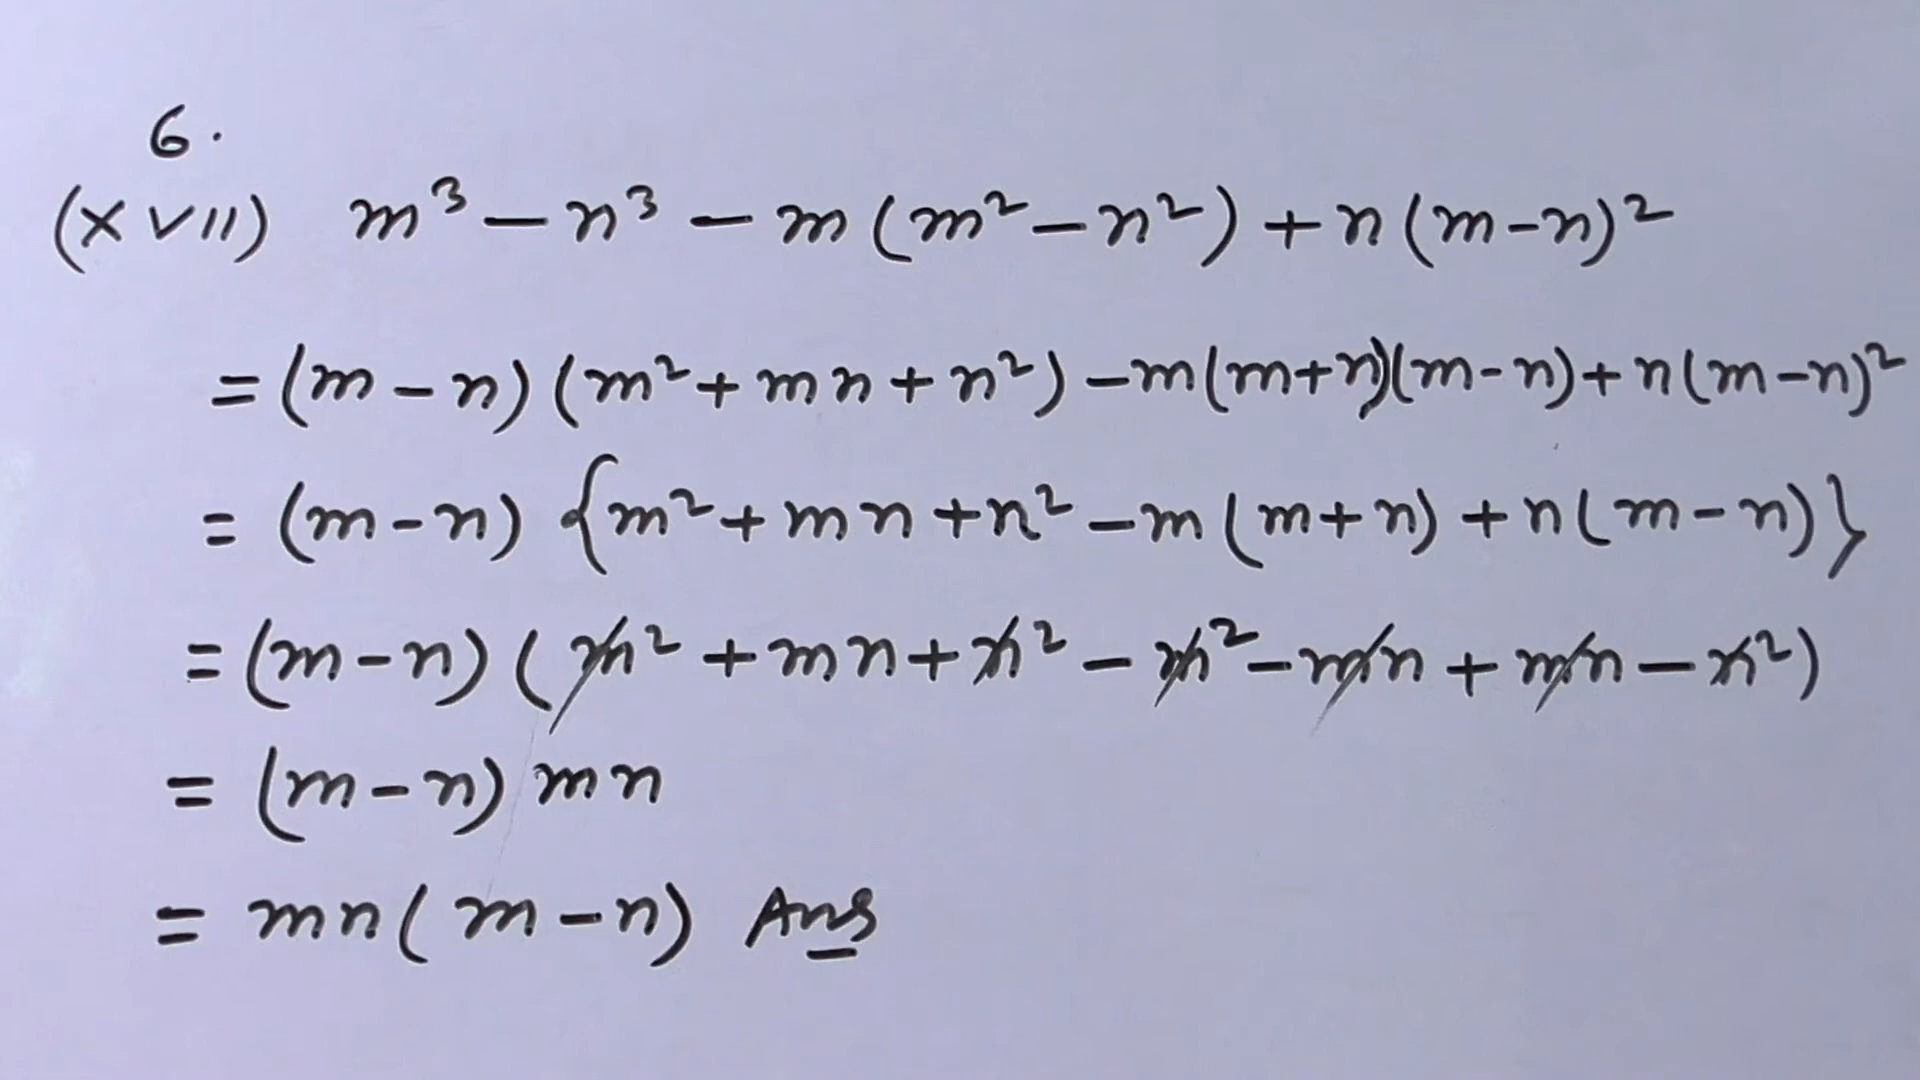 6.
(XVII) m³ – n³ – m (m² – n²) + n (m – n)²
= (m – n) (m² + mn + n²) – m(m+n)(m – n) + n (m – n)²
= (m – n) {m² + mn + n² – m (m + n) + n (m – n)}
= (m – n) (m² + mn + n² – m² – mn + mn – n²)
= (m – n) mn
= mn (m – n) Ans